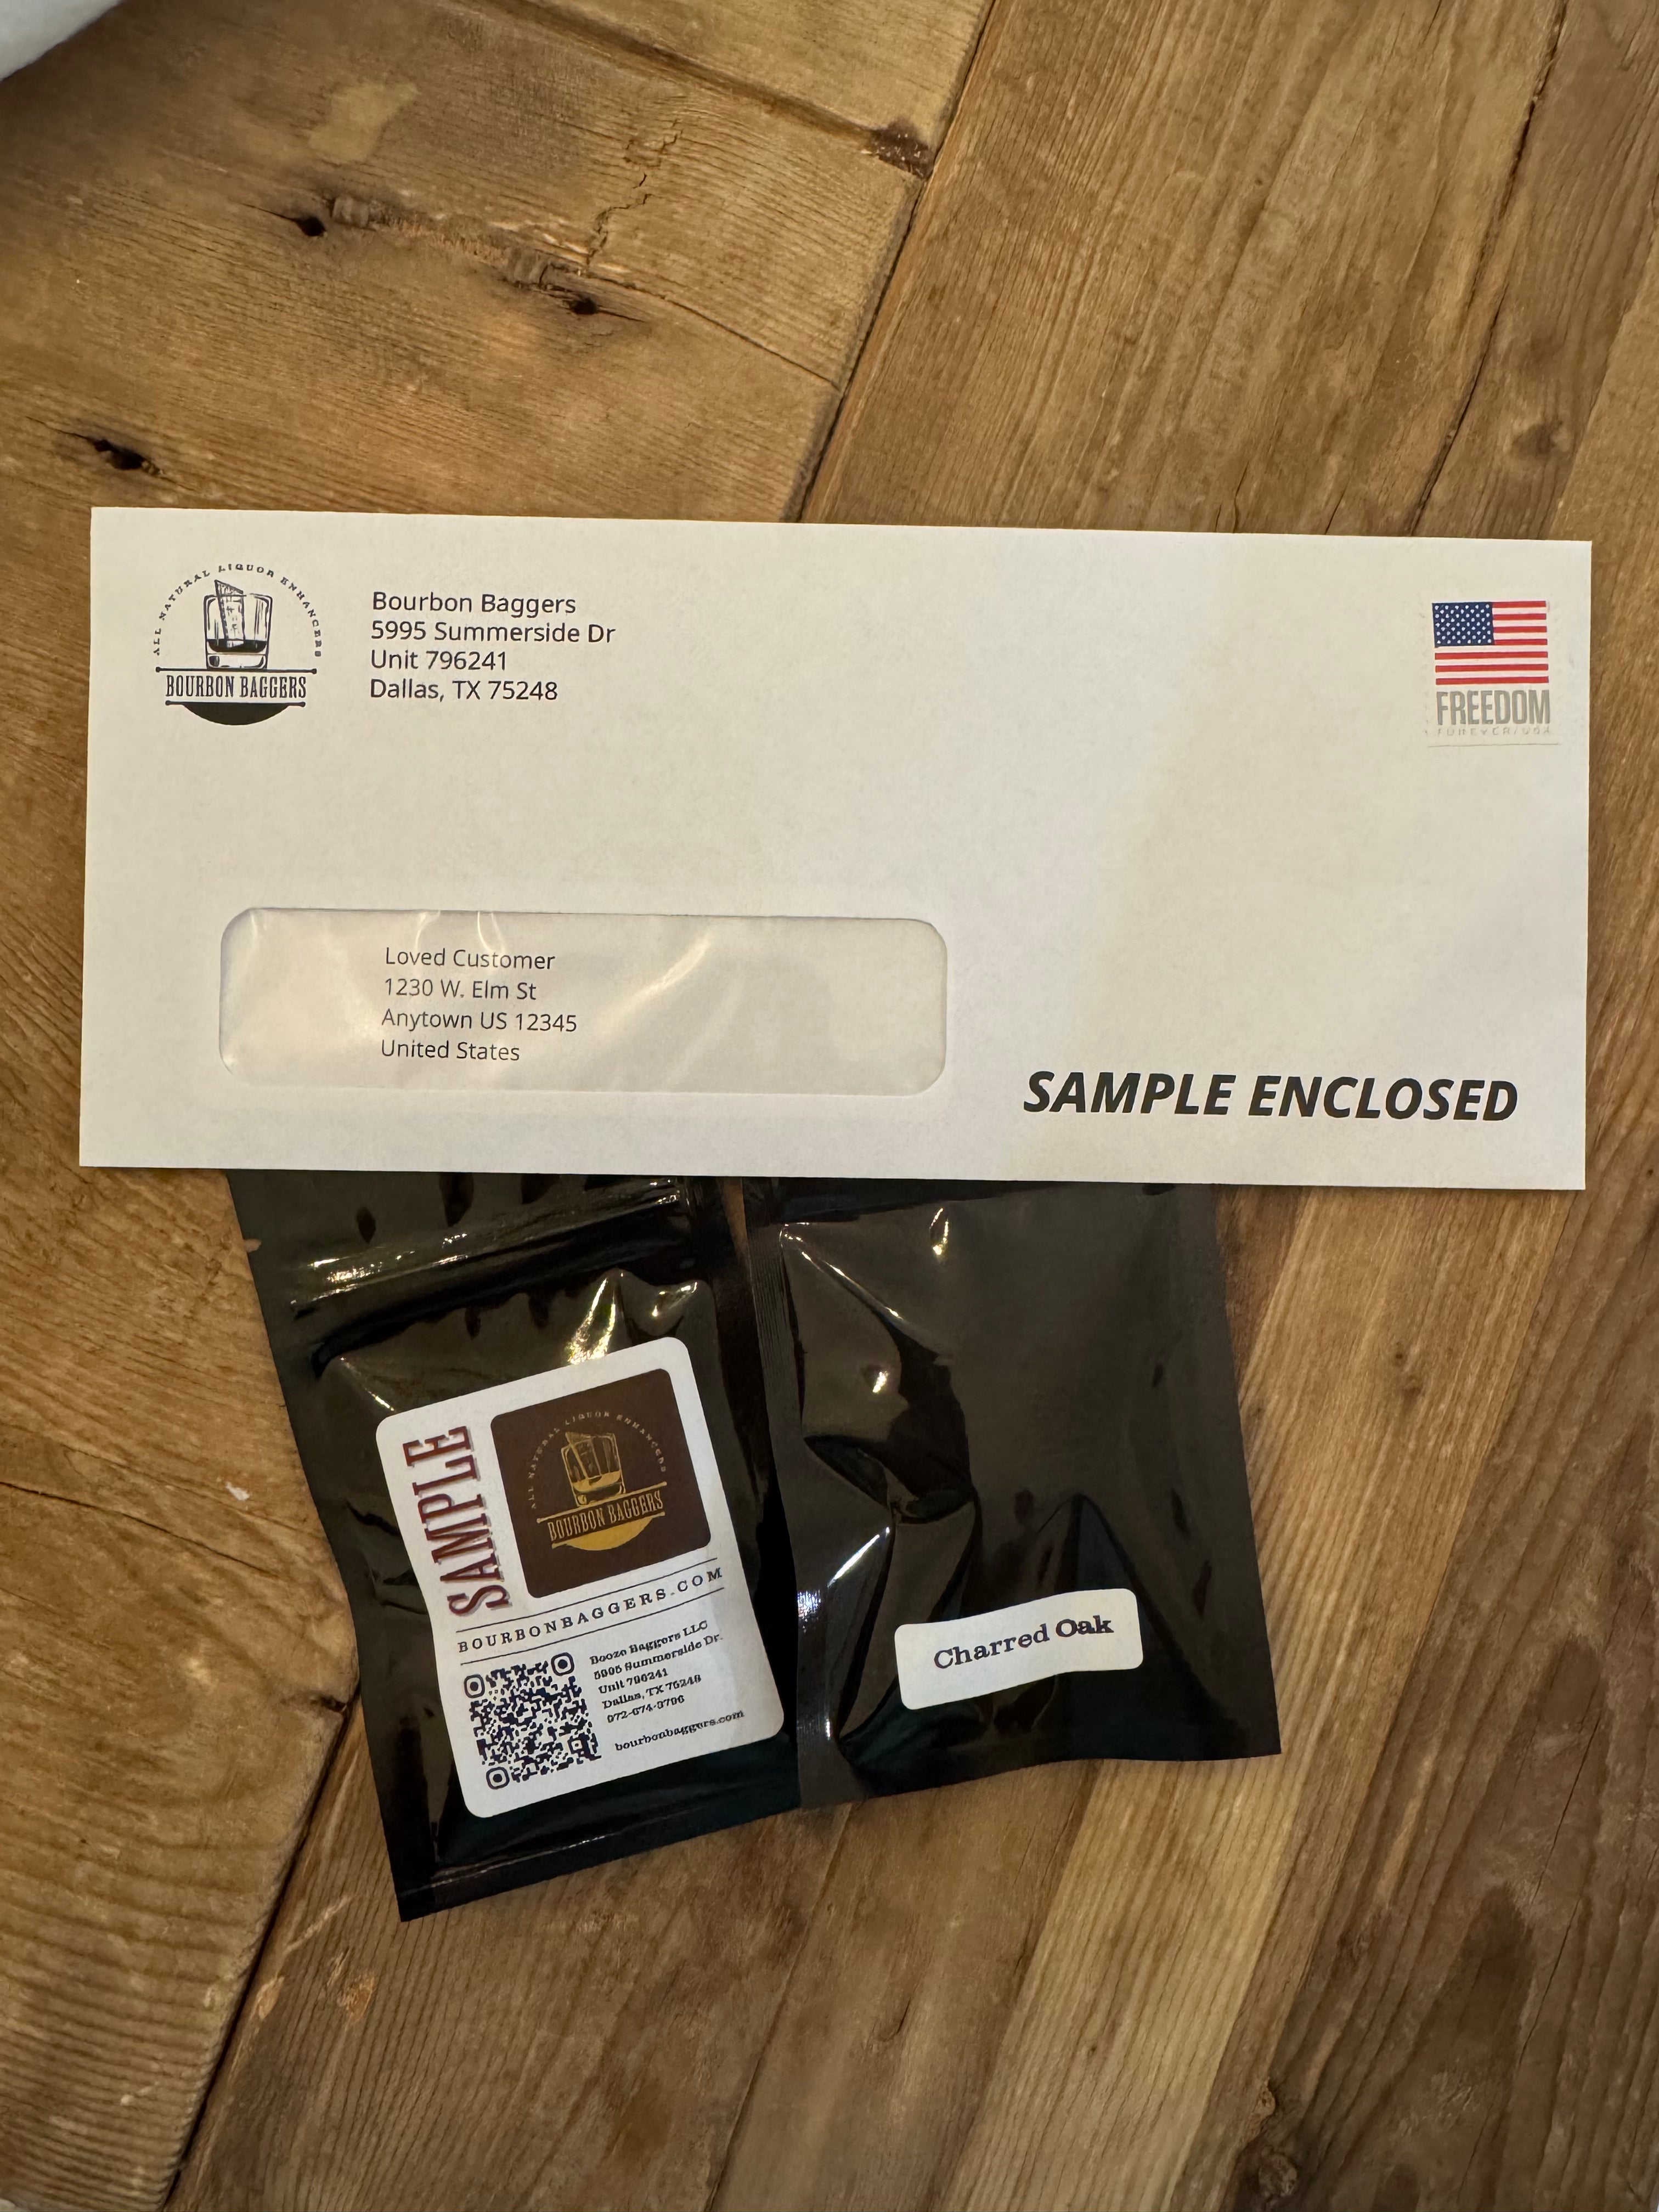 ALL NATURAL LIQUOR ENHANCERS
BOURBON BAGGERS
Bourbon Baggers
5995 Summerside Dr
Unit 796241
Dallas, TX 75248
FREEDOM
FOREVER/USA
Loved Customer
1230 W. Elm St
Anytown US 12345
United States
SAMPLE ENCLOSED
SAMPLE
ALL NATURAL LIQUOR ENHANCERS
BOURBON BAGGERS
BOURBONBAGGERS.COM
Booze Baggers LLC
5995 Summerside Dr.
Unit 796241
Dallas, TX 75248
972-674-3796
bourbonbaggers.com
Charred Oak